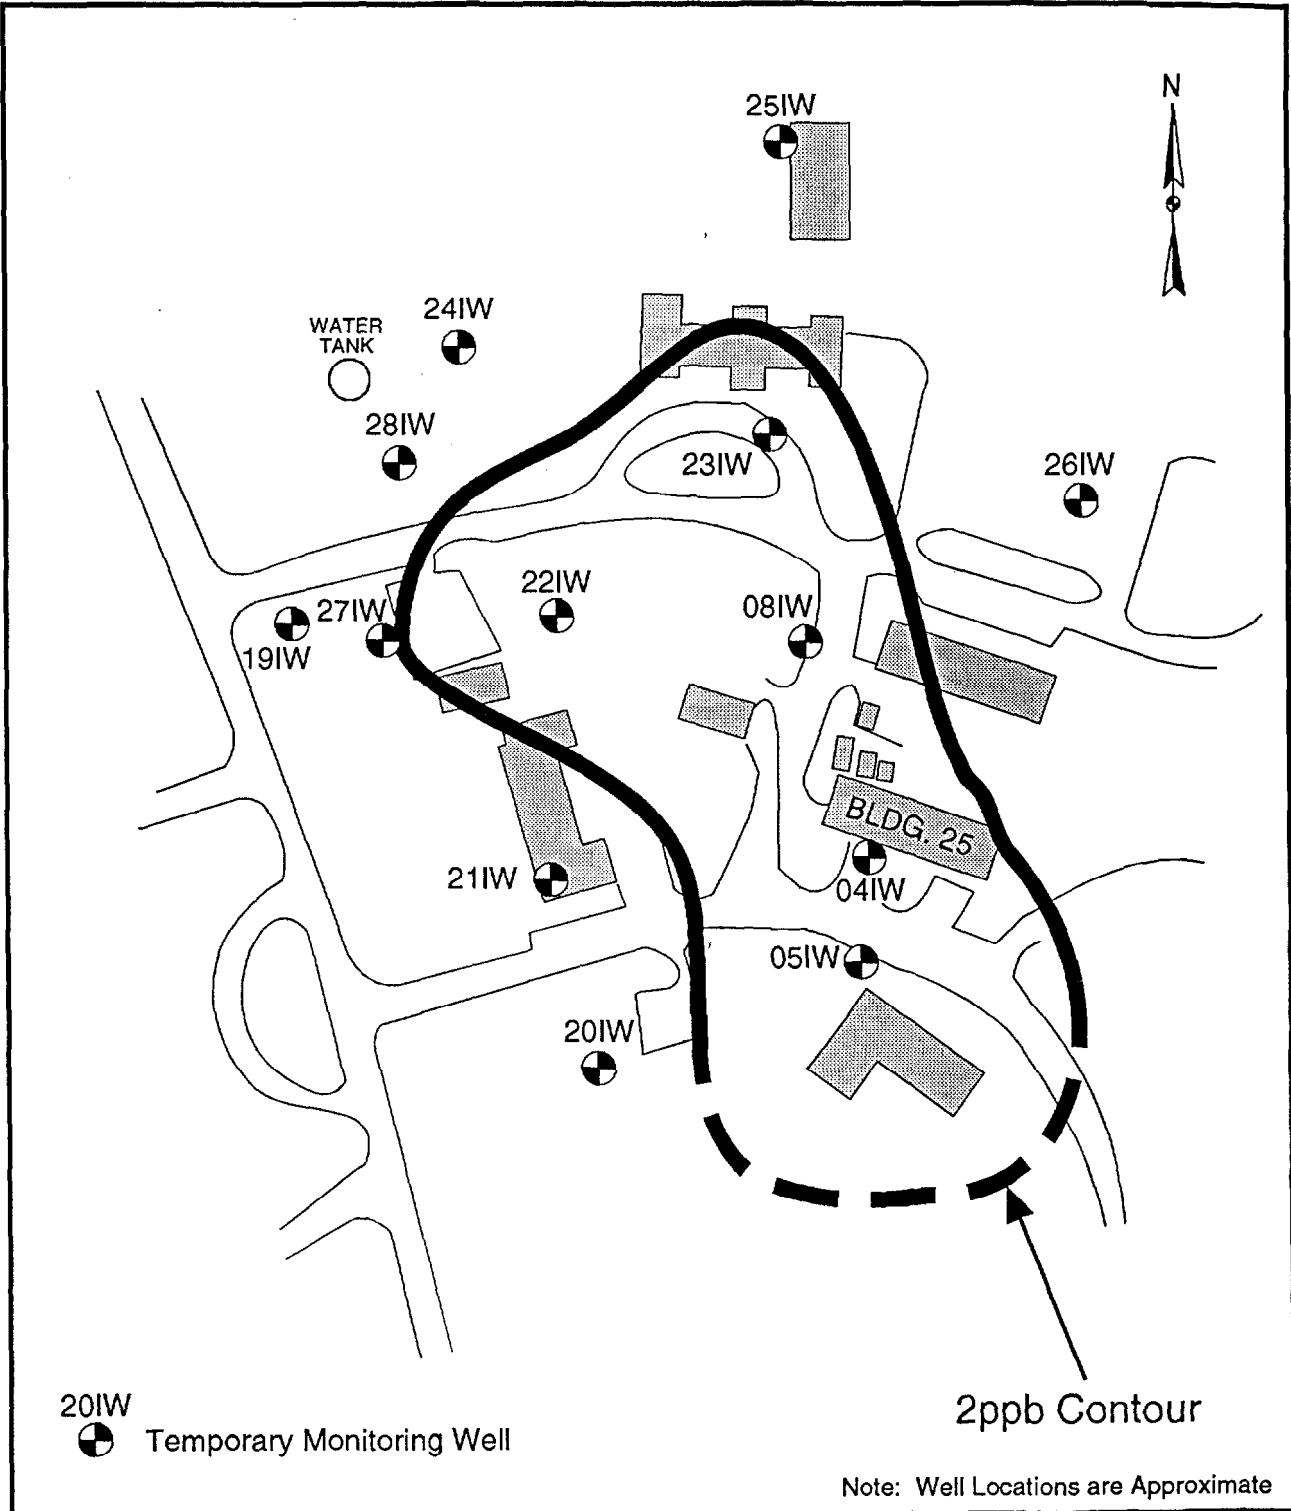 25IW
N
24IW
WATER
TANK
28IW
23IW
26IW
22IW
27IW
08IW
19IW
BLDG. 25
21IW
04IW
05IW
20IW
2ppb Contour
20IW
Temporary Monitoring Well
Note: Well Locations are Approximate